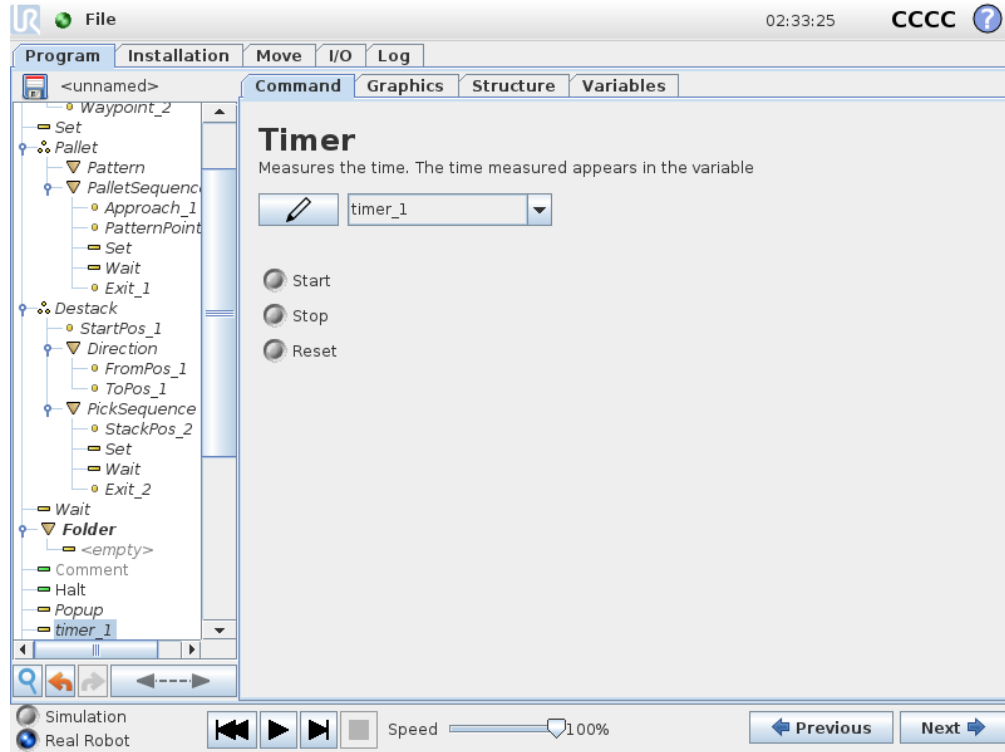 UR File 02:33:25 CCCC ?
Program Installation Move I/O Log
<unnamed>
Command Graphics Structure Variables
Waypoint_2
Set
Pallet
Pattern
PalletSequenc
Approach_1
PatternPoint
Set
Wait
Exit_1
Destack
StartPos_1
Direction
FromPos_1
ToPos_1
PickSequence
StackPos_2
Set
Wait
Exit_2
Wait
Folder
<empty>
Comment
Halt
Popup
timer_1
Timer
Measures the time. The time measured appears in the variable
timer_1
Start
Stop
Reset
Simulation
Real Robot
Speed 100%
Previous Next